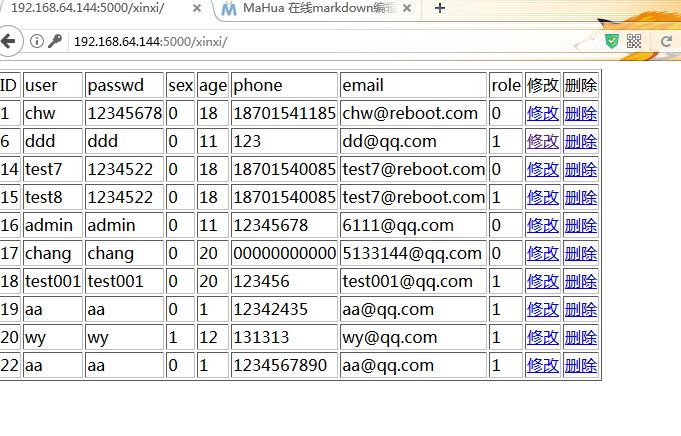 192.168.64.144:5000/xinxi/ × MaHua 在线markdown编辑 × +
192.168.64.144:5000/xinxi/
ID user passwd sex age phone email role 修改 删除
1 chw 12345678 0 18 18701541185 chw@reboot.com 0 修改 删除
6 ddd ddd 0 11 123 dd@qq.com 1 修改 删除
14 test7 1234522 0 18 18701540085 test7@reboot.com 0 修改 删除
15 test8 1234522 0 18 18701540085 test7@reboot.com 1 修改 删除
16 admin admin 0 11 12345678 6111@qq.com 0 修改 删除
17 chang chang 0 20 00000000000 5133144@qq.com 0 修改 删除
18 test001 test001 0 20 123456 test001@qq.com 1 修改 删除
19 aa aa 0 1 12342435 aa@qq.com 1 修改 删除
20 wy wy 1 12 131313 wy@qq.com 1 修改 删除
22 aa aa 0 1 1234567890 aa@qq.com 1 修改 删除